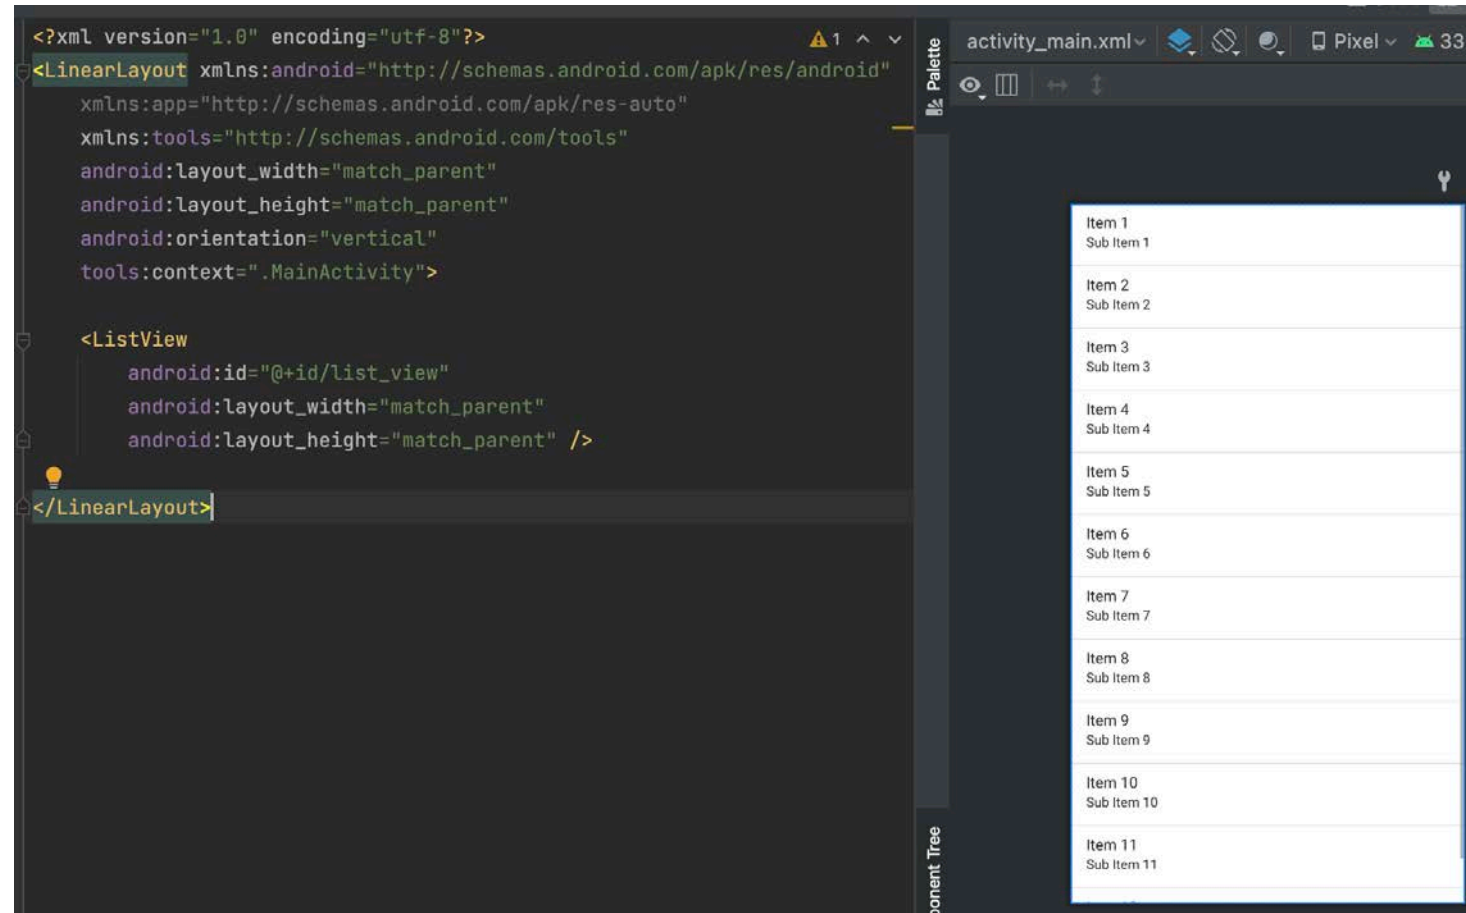 <?xml version="1.0" encoding="utf-8"?>
1
<LinearLayout xmlns:android="http://schemas.android.com/apk/res/android"
xmlns:app="http://schemas.android.com/apk/res-auto"
xmlns:tools="http://schemas.android.com/tools"
android:layout_width="match_parent"
android:layout_height="match_parent"
android:orientation="vertical"
tools:context=".MainActivity">
<ListView
android:id="@+id/list_view"
android:layout_width="match_parent"
android:layout_height="match_parent" />
</LinearLayout>
Palette
activity_main.xml
Pixel
33
Item 1
Sub Item 1
Item 2
Sub Item 2
Item 3
Sub Item 3
Item 4
Sub Item 4
Item 5
Sub Item 5
Item 6
Sub Item 6
Item 7
Sub Item 7
Item 8
Sub Item 8
Item 9
Sub Item 9
Item 10
Sub Item 10
Item 11
Sub Item 11
ponent Tree